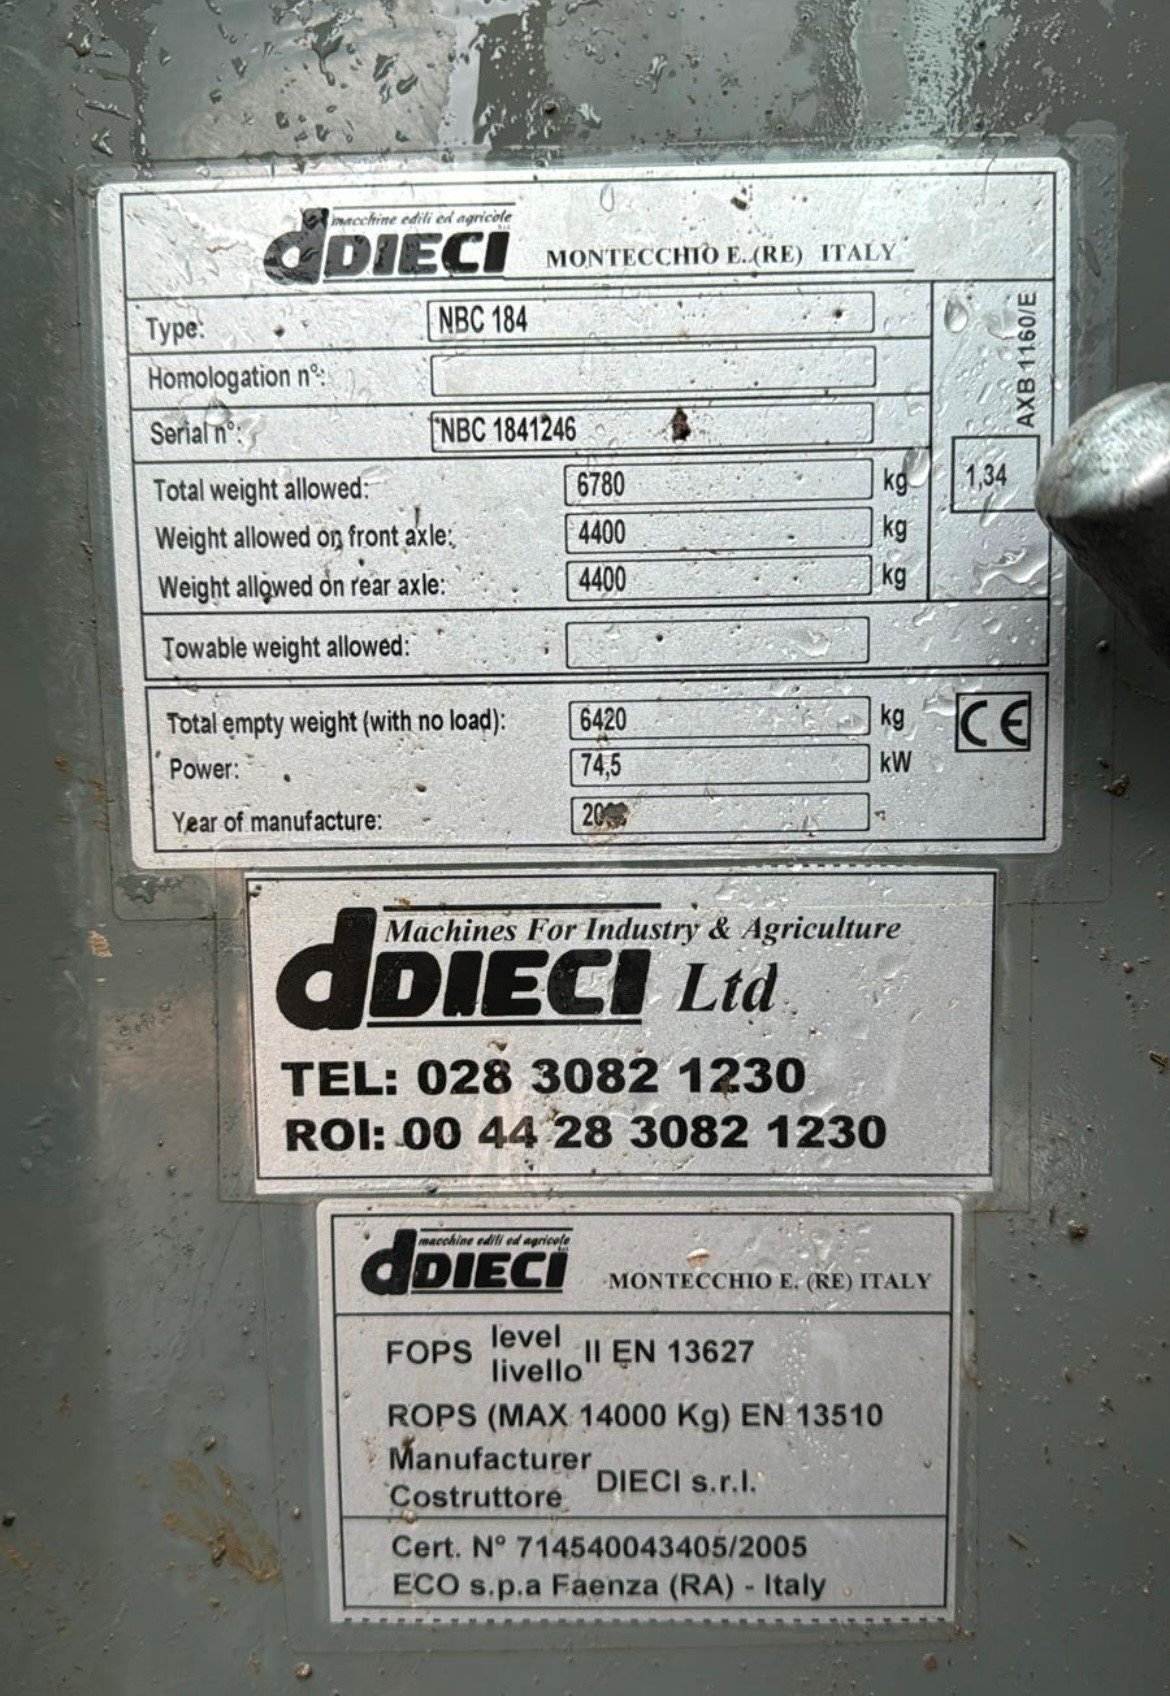 macchine edili ed agricole
dDIECI MONTECCHIO E. (RE) ITALY
Type: NBC 184
AXB 1160/E
Homologation n°:
Serial n°: NBC 1841246
Total weight allowed: 6780 kg
1,34
Weight allowed on front axle: 4400 kg
Weight allowed on rear axle: 4400 kg
Towable weight allowed:
Total empty weight (with no load): 6420 kg
CE
Power: 74,5 kW
Year of manufacture:
Machines For Industry & Agriculture
dDIECI Ltd
TEL: 028 3082 1230
ROI: 00 44 28 3082 1230
macchine edili ed agricole
dDIECI MONTECCHIO E. (RE) ITALY
FOPS level livello II EN 13627
ROPS (MAX 14000 Kg) EN 13510
Manufacturer
Costruttore DIECI s.r.l.
Cert. N° 714540043405/2005
ECO s.p.a Faenza (RA) - Italy